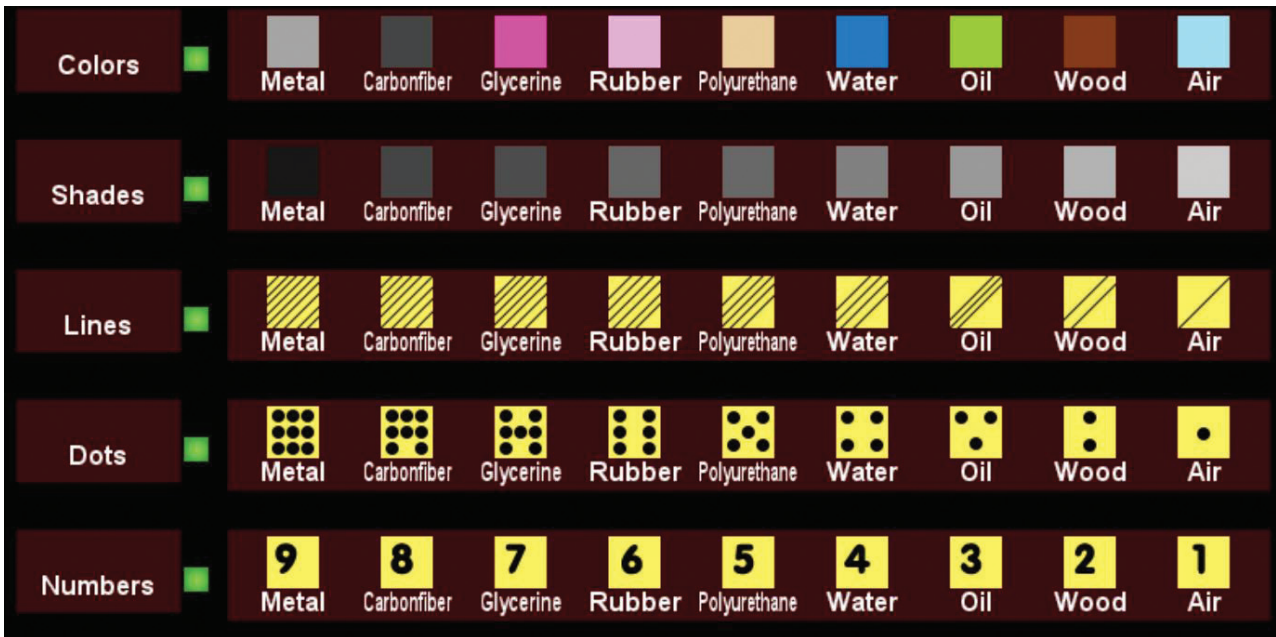 Colors
Metal Carbonfiber Glycerine Rubber Polyurethane Water Oil Wood Air
Shades
Metal Carbonfiber Glycerine Rubber Polyurethane Water Oil Wood Air
Lines
Metal Carbonfiber Glycerine Rubber Polyurethane Water Oil Wood Air
Dots
Metal Carbonfiber Glycerine Rubber Polyurethane Water Oil Wood Air
Numbers
9 8 7 6 5 4 3 2 1
Metal Carbonfiber Glycerine Rubber Polyurethane Water Oil Wood Air